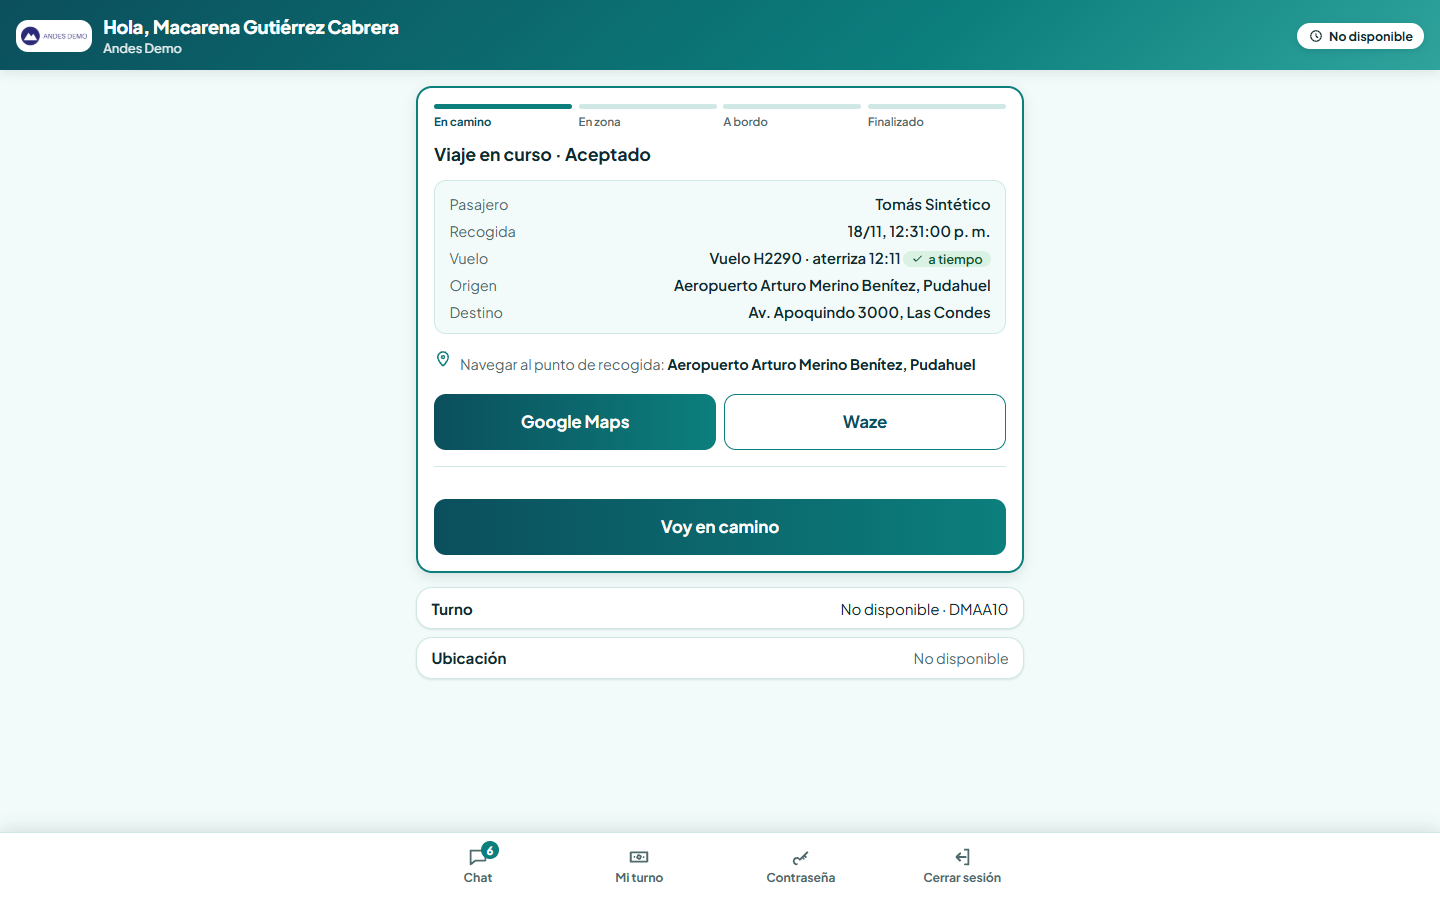 ANDES DEMO
Hola, Macarena Gutiérrez Cabrera
Andes Demo
No disponible
En camino
En zona
A bordo
Finalizado
Viaje en curso · Aceptado
Pasajero Tomás Sintético
Recogida 18/11, 12:31:00 p. m.
Vuelo Vuelo H2290 · aterriza 12:11 a tiempo
Origen Aeropuerto Arturo Merino Benítez, Pudahuel
Destino Av. Apoquindo 3000, Las Condes
Navegar al punto de recogida: Aeropuerto Arturo Merino Benítez, Pudahuel
Google Maps
Waze
Voy en camino
Turno No disponible · DMAA10
Ubicación No disponible
6
Chat
Mi turno
Contraseña
Cerrar sesión